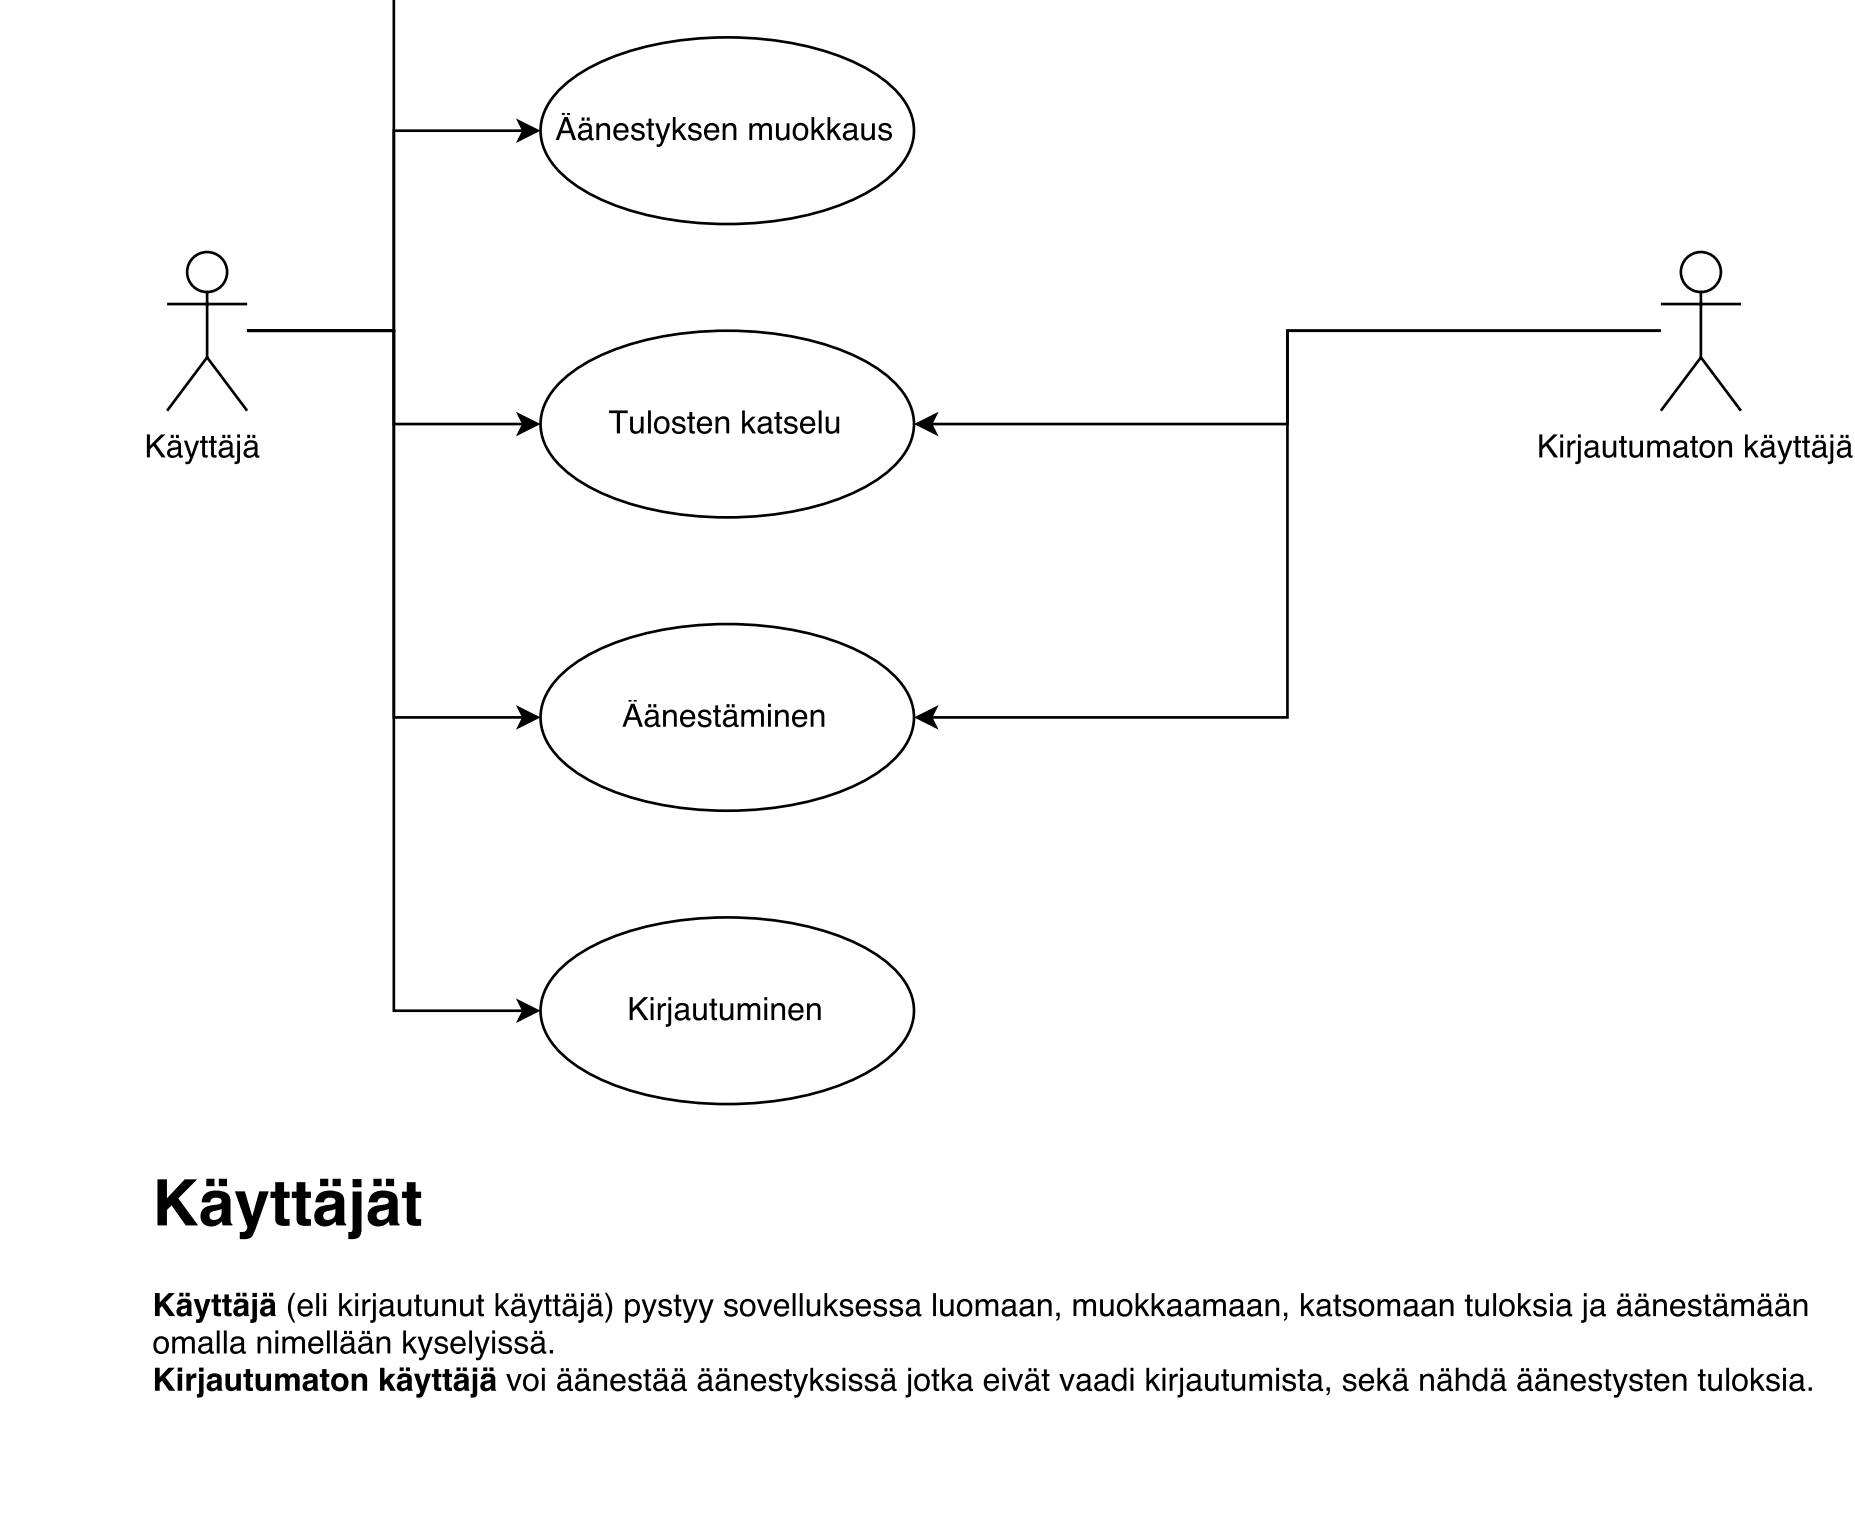 Äänestyksen muokkaus
Käyttäjä
Tulosten katselu
Kirjautumaton käyttäjä
Äänestäminen
Kirjautuminen
Käyttäjät
Käyttäjä (eli kirjautunut käyttäjä) pystyy sovelluksessa luomaan, muokkaamaan, katsomaan tuloksia ja äänestämään
omalla nimellään kyselyissä.
Kirjautumaton käyttäjä voi äänestää äänestyksissä jotka eivät vaadi kirjautumista, sekä nähdä äänestysten tuloksia.